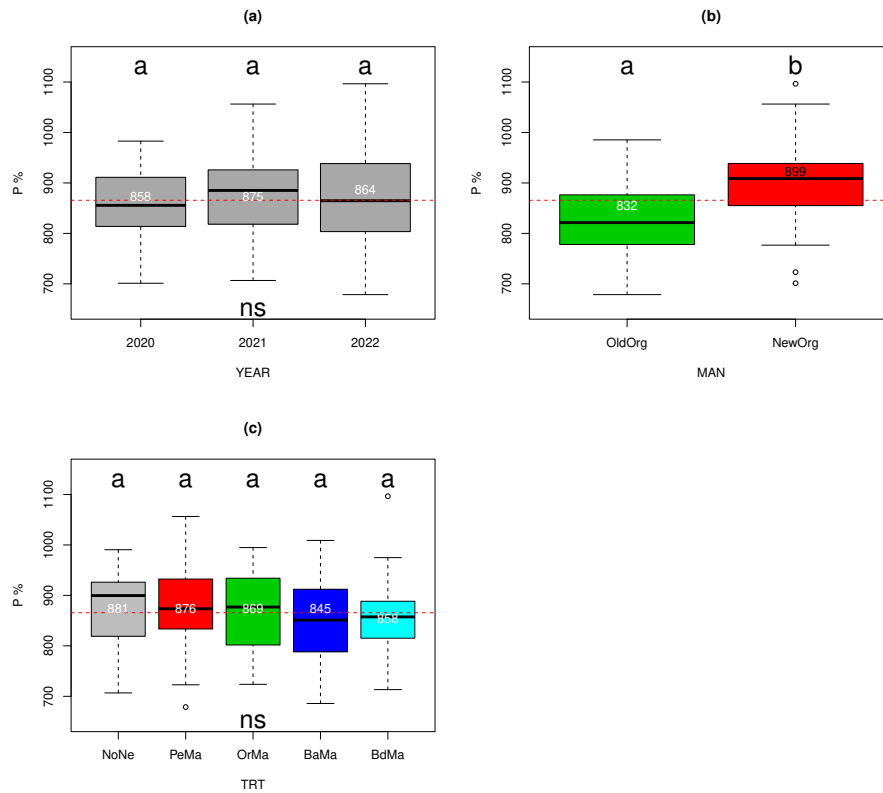 (a)
a a a
P %
1100
1000
900
800
700
858 875 864
ns
2020 2021 2022
YEAR
(b)
a b
P %
1100
1000
900
800
700
832 899
OldOrg NewOrg
MAN
(c)
a a a a a
P %
1100
1000
900
800
700
881 876 869 845 858
ns
NoNe PeMa OrMa BaMa BdMa
TRT